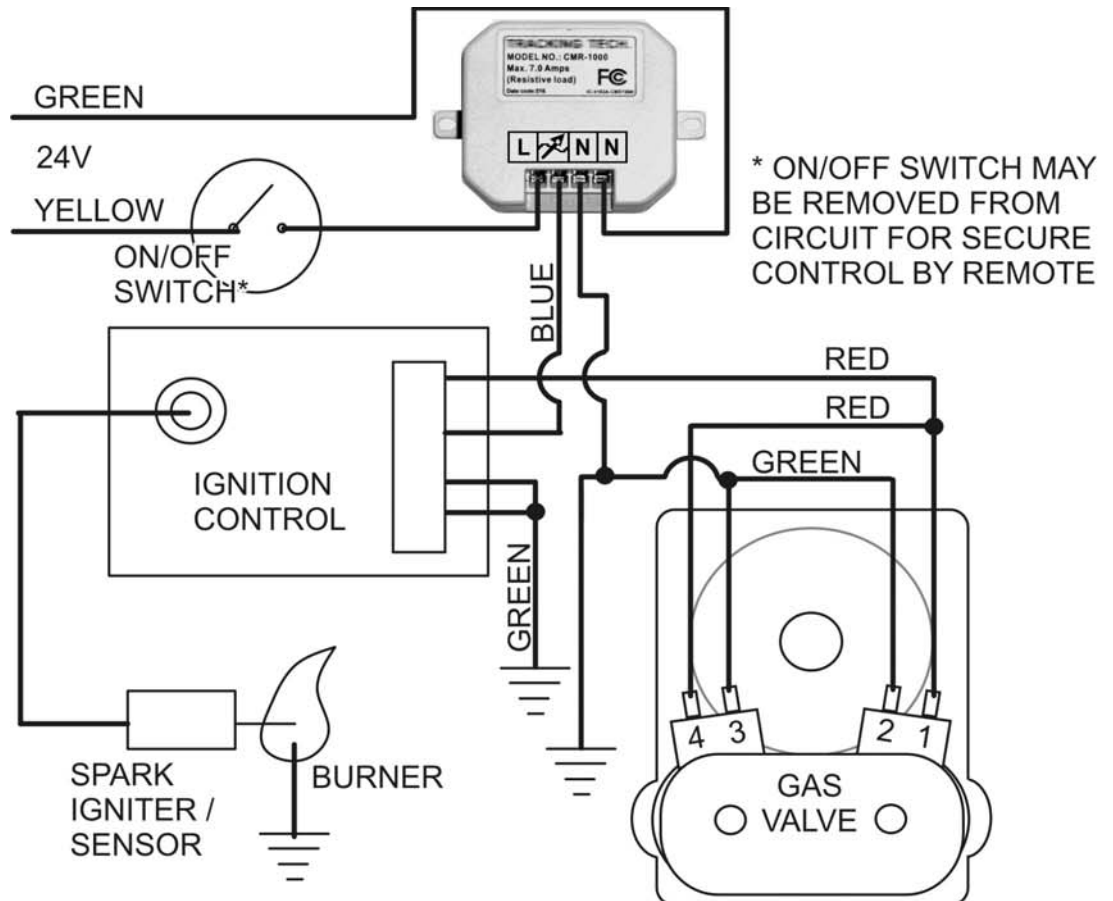 TRACKING TECH
MODEL NO.: CMR-1000
Max. 7.0 Amps
(Resistive load)
FC
L N N
GREEN
24V
YELLOW
ON/OFF
SWITCH*
* ON/OFF SWITCH MAY
BE REMOVED FROM
CIRCUIT FOR SECURE
CONTROL BY REMOTE
BLUE
RED
RED
GREEN
IGNITION
CONTROL
GREEN
4 3 2 1
GAS
VALVE
SPARK
IGNITER /
SENSOR
BURNER